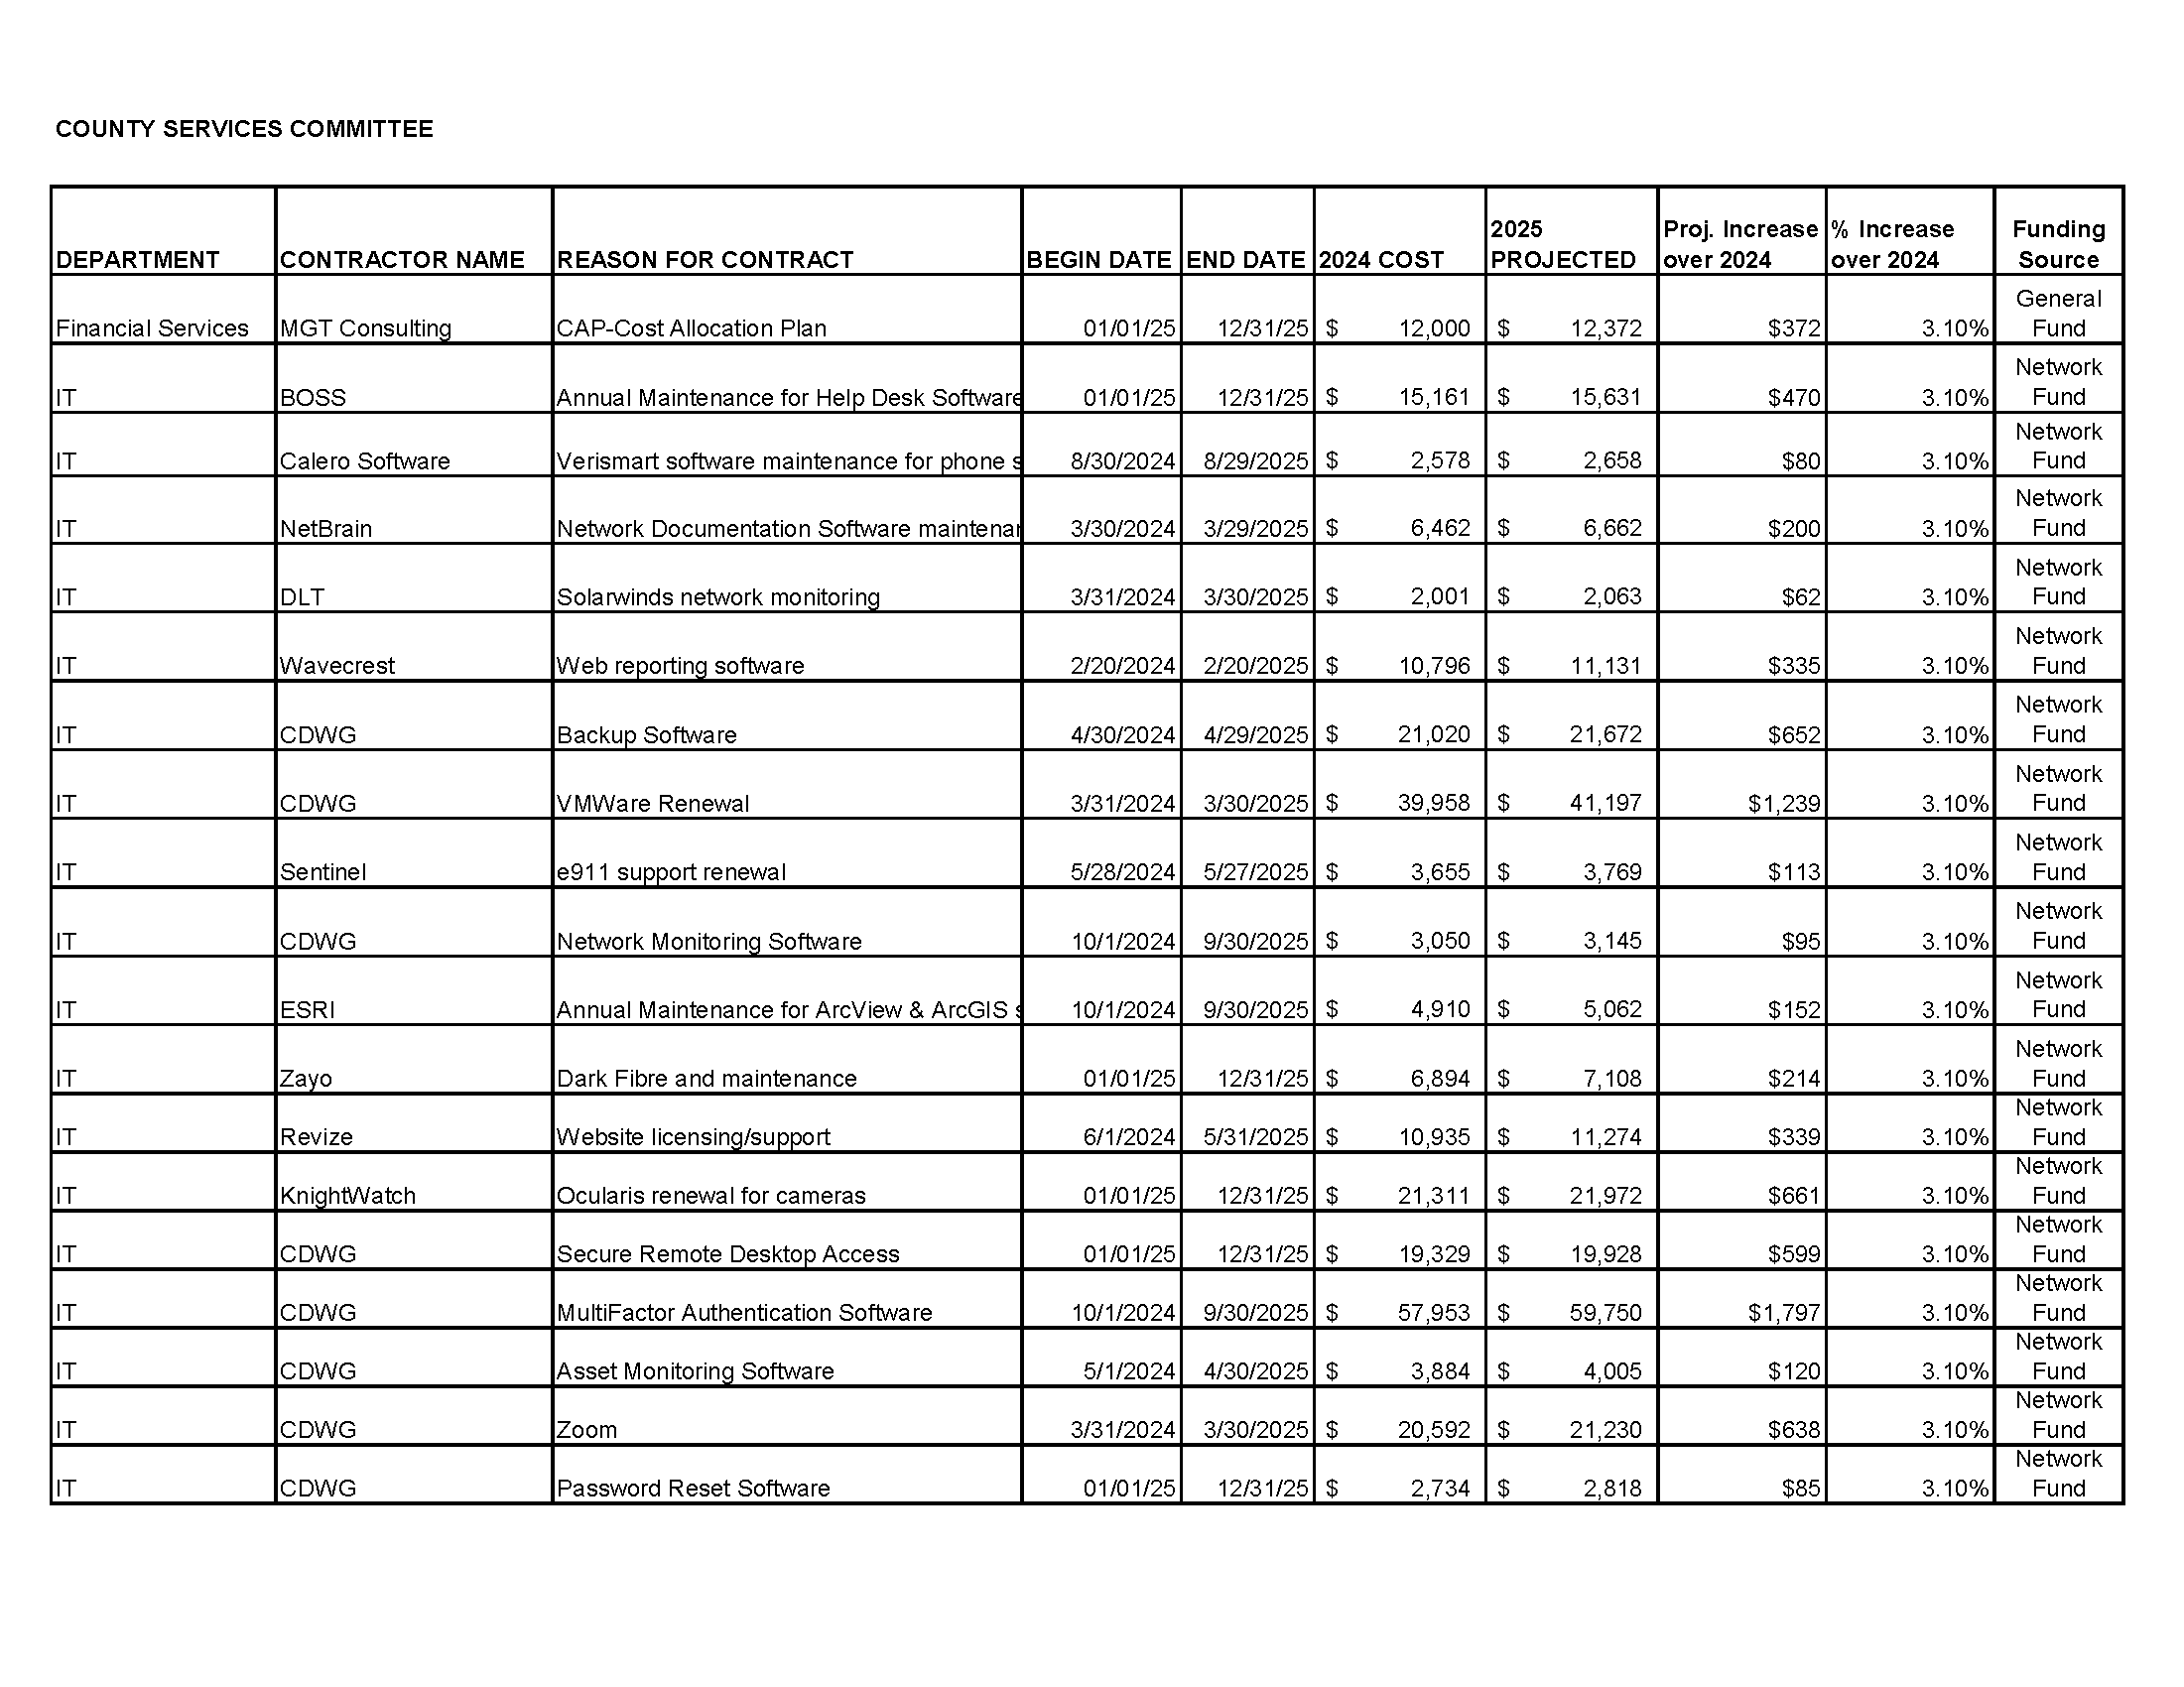 COUNTY SERVICES COMMITTEE
DEPARTMENT CONTRACTOR NAME REASON FOR CONTRACT BEGIN DATE END DATE 2024 COST 2025 PROJECTED Proj. Increase over 2024 % Increase over 2024 Funding Source
Financial Services MGT Consulting CAP-Cost Allocation Plan 01/01/25 12/31/25 $ 12,000 $ 12,372 $372 3.10% General Fund
IT BOSS Annual Maintenance for Help Desk Software 01/01/25 12/31/25 $ 15,161 $ 15,631 $470 3.10% Network Fund
IT Calero Software Verismart software maintenance for phone s 8/30/2024 8/29/2025 $ 2,578 $ 2,658 $80 3.10% Network Fund
IT NetBrain Network Documentation Software maintenan 3/30/2024 3/29/2025 $ 6,462 $ 6,662 $200 3.10% Network Fund
IT DLT Solarwinds network monitoring 3/31/2024 3/30/2025 $ 2,001 $ 2,063 $62 3.10% Network Fund
IT Wavecrest Web reporting software 2/20/2024 2/20/2025 $ 10,796 $ 11,131 $335 3.10% Network Fund
IT CDWG Backup Software 4/30/2024 4/29/2025 $ 21,020 $ 21,672 $652 3.10% Network Fund
IT CDWG VMWare Renewal 3/31/2024 3/30/2025 $ 39,958 $ 41,197 $1,239 3.10% Network Fund
IT Sentinel e911 support renewal 5/28/2024 5/27/2025 $ 3,655 $ 3,769 $113 3.10% Network Fund
IT CDWG Network Monitoring Software 10/1/2024 9/30/2025 $ 3,050 $ 3,145 $95 3.10% Network Fund
IT ESRI Annual Maintenance for ArcView & ArcGIS s 10/1/2024 9/30/2025 $ 4,910 $ 5,062 $152 3.10% Network Fund
IT Zayo Dark Fibre and maintenance 01/01/25 12/31/25 $ 6,894 $ 7,108 $214 3.10% Network Fund
IT Revize Website licensing/support 6/1/2024 5/31/2025 $ 10,935 $ 11,274 $339 3.10% Network Fund
IT KnightWatch Ocularis renewal for cameras 01/01/25 12/31/25 $ 21,311 $ 21,972 $661 3.10% Network Fund
IT CDWG Secure Remote Desktop Access 01/01/25 12/31/25 $ 19,329 $ 19,928 $599 3.10% Network Fund
IT CDWG MultiFactor Authentication Software 10/1/2024 9/30/2025 $ 57,953 $ 59,750 $1,797 3.10% Network Fund
IT CDWG Asset Monitoring Software 5/1/2024 4/30/2025 $ 3,884 $ 4,005 $120 3.10% Network Fund
IT CDWG Zoom 3/31/2024 3/30/2025 $ 20,592 $ 21,230 $638 3.10% Network Fund
IT CDWG Password Reset Software 01/01/25 12/31/25 $ 2,734 $ 2,818 $85 3.10% Network Fund